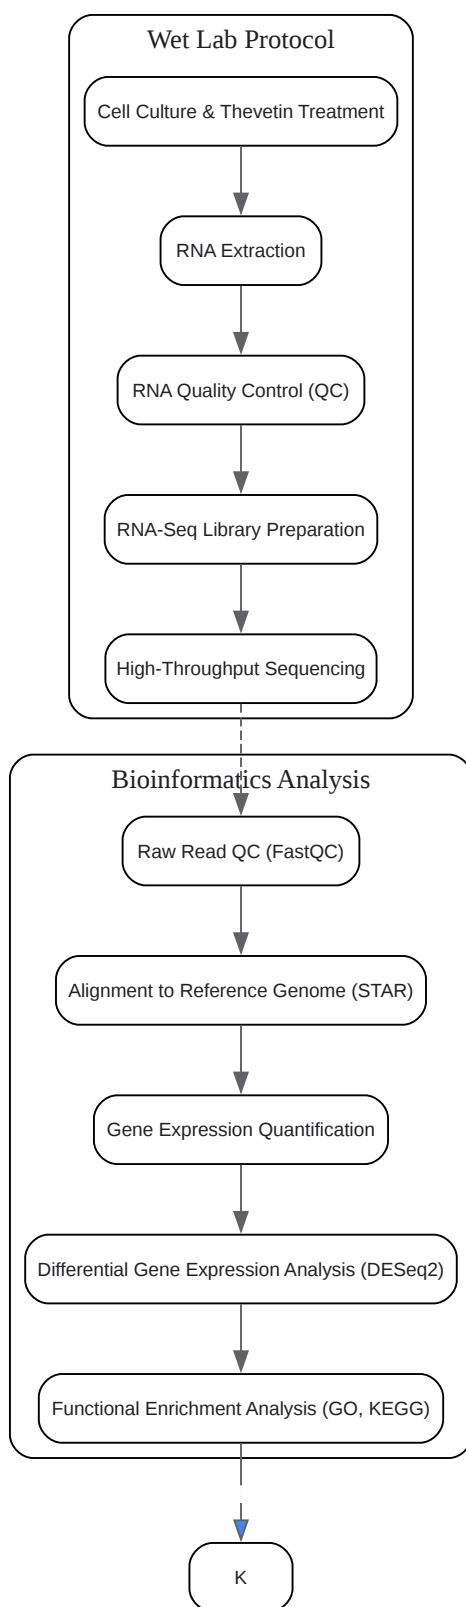 Wet Lab Protocol
Cell Culture & Thevetin Treatment
RNA Extraction
RNA Quality Control (QC)
RNA-Seq Library Preparation
High-Throughput Sequencing
Bioinformatics Analysis
Raw Read QC (FastQC)
Alignment to Reference Genome (STAR)
Gene Expression Quantification
Differential Gene Expression Analysis (DESeq2)
Functional Enrichment Analysis (GO, KEGG)
K